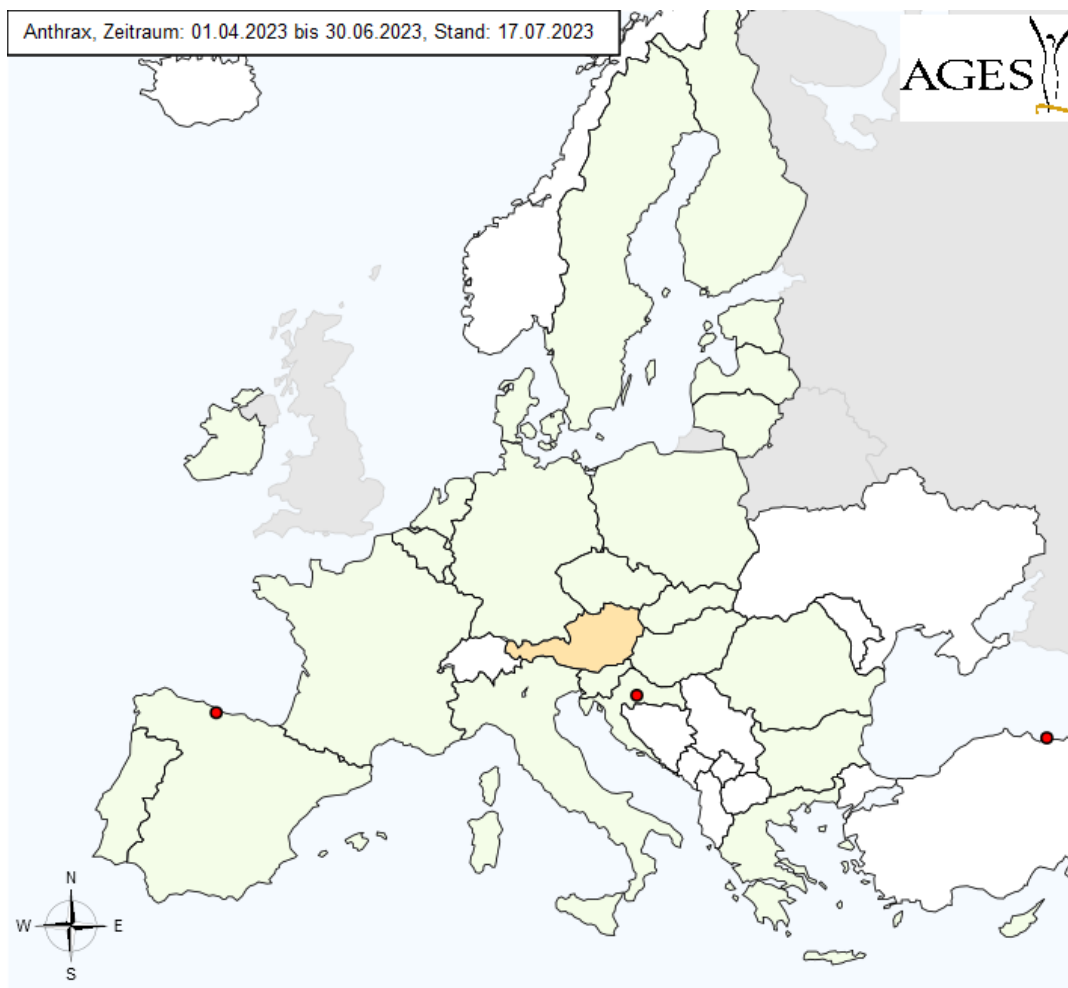 Anthrax, Zeitraum: 01.04.2023 bis 30.06.2023, Stand: 17.07.2023
AGES
N
W E
S